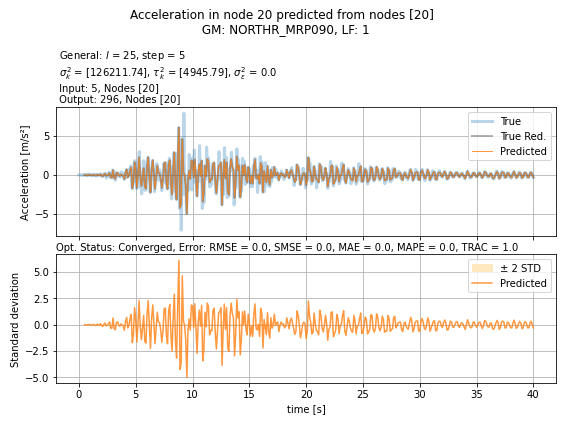 Acceleration in node 20 predicted from nodes [20]
GM: NORTHR_MRP090, LF: 1
General: l = 25, step = 5
σ²ₖ = [126211.74], τ²ₖ = [4945.79], σ²ε = 0.0
Input: 5, Nodes [20]
Output: 296, Nodes [20]
True
True Red.
Predicted
Acceleration [m/s²]
5
0
−5
Opt. Status: Converged, Error: RMSE = 0.0, SMSE = 0.0, MAE = 0.0, MAPE = 0.0, TRAC = 1.0
± 2 STD
Predicted
Standard deviation
5.0
2.5
0.0
−2.5
−5.0
0 5 10 15 20 25 30 35 40
time [s]